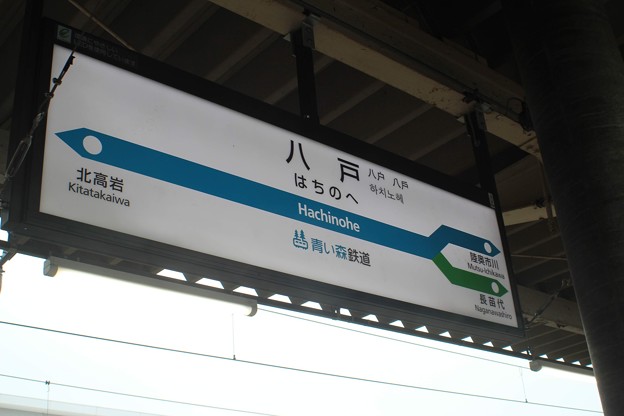 八戸 八户 八戶
はちのへ 하치노헤
Hachinohe
青い森鉄道
北高岩
Kitatakaiwa
陸奥市川
Mutsu-ichikawa
長苗代
Naganawashiro